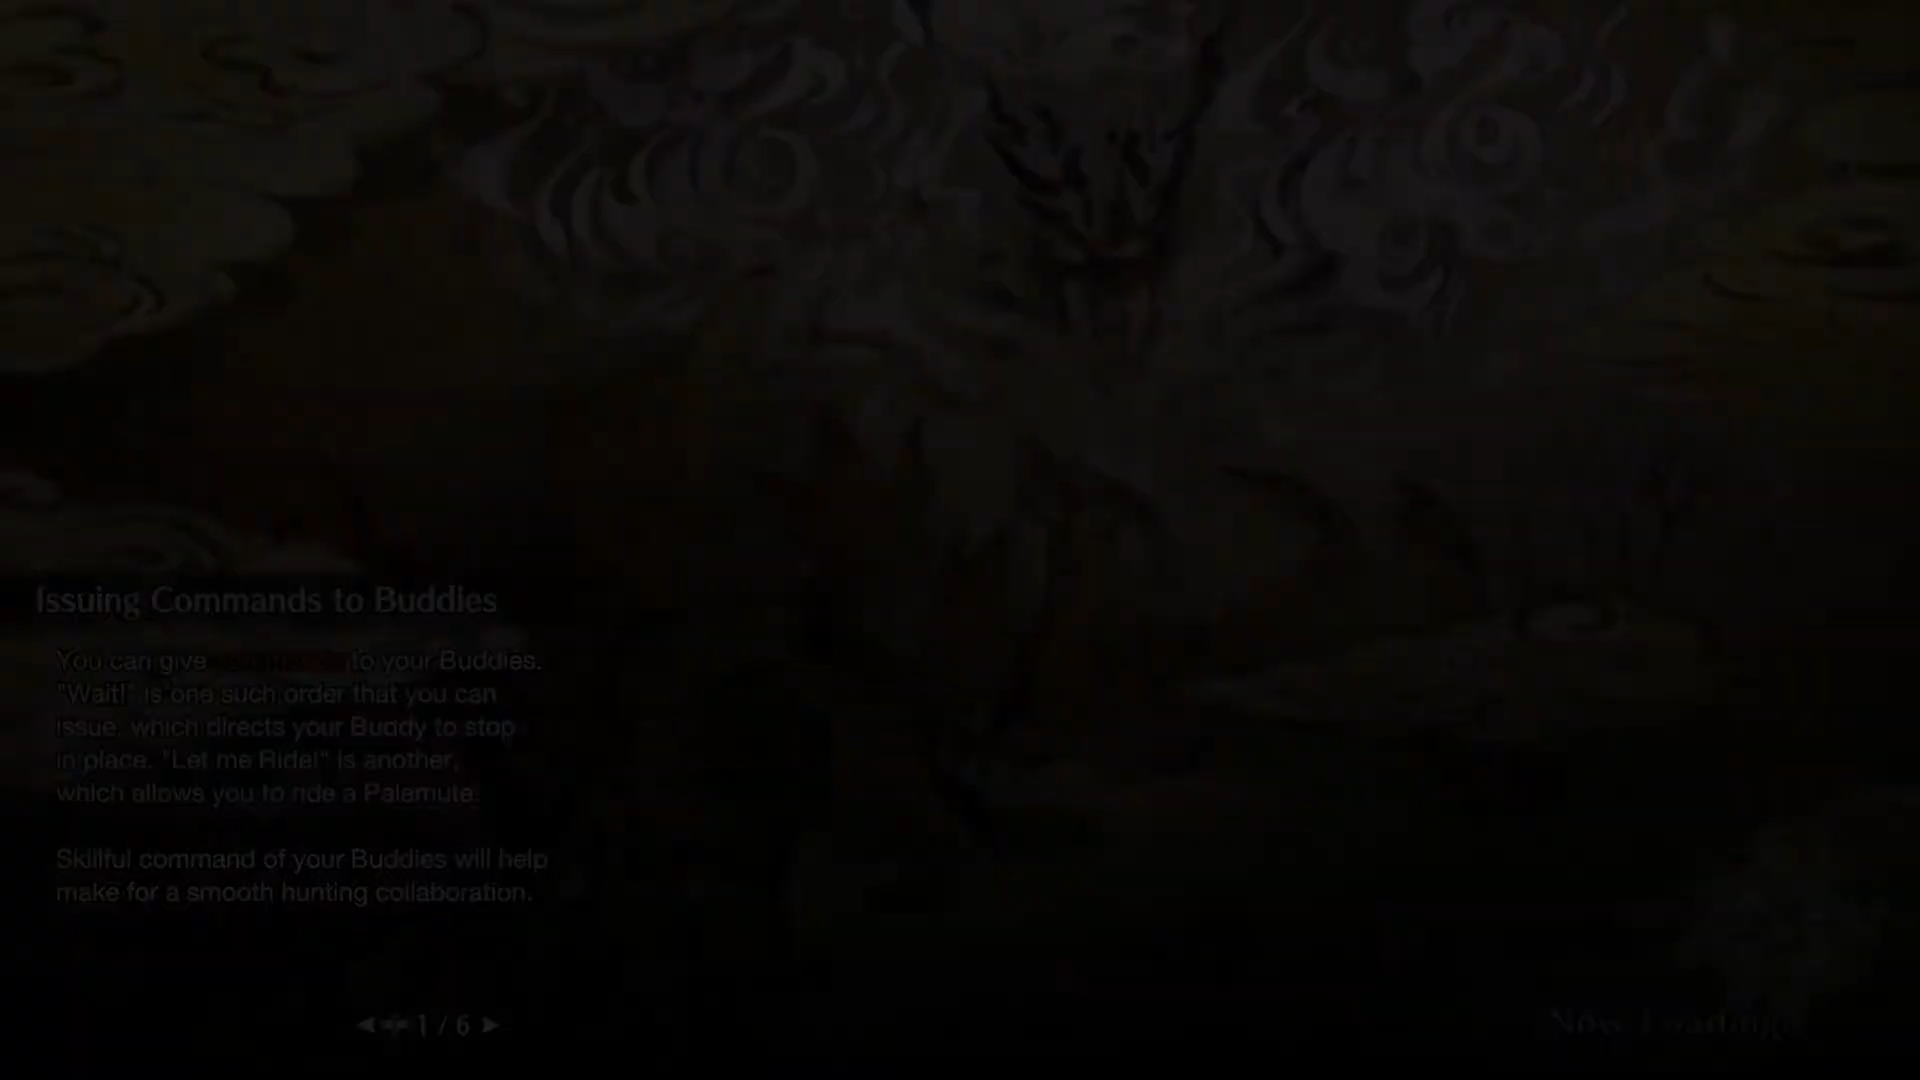 Issuing Commands to Buddies
You can give to your Buddies.
"Wait!" is one such order that you can
issue, which directs your Buddy to stop
in place. "Let me Ride!" is another,
which allows you to ride a Palamute.
Skillful command of your Buddies will help
make for a smooth hunting collaboration.
1 / 6
Now Loading